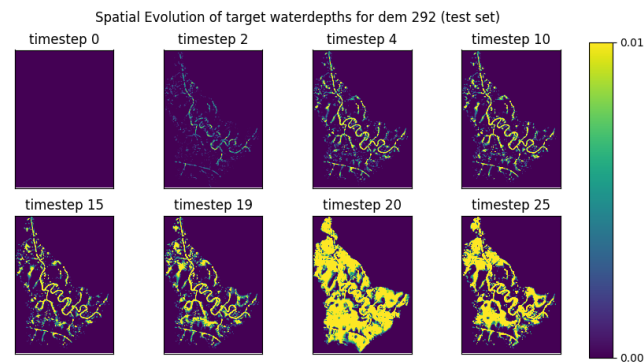 Spatial Evolution of target waterdepths for dem 292 (test set)
timestep 0
timestep 2
timestep 4
timestep 10
0.01
timestep 15
timestep 19
timestep 20
timestep 25
0.00